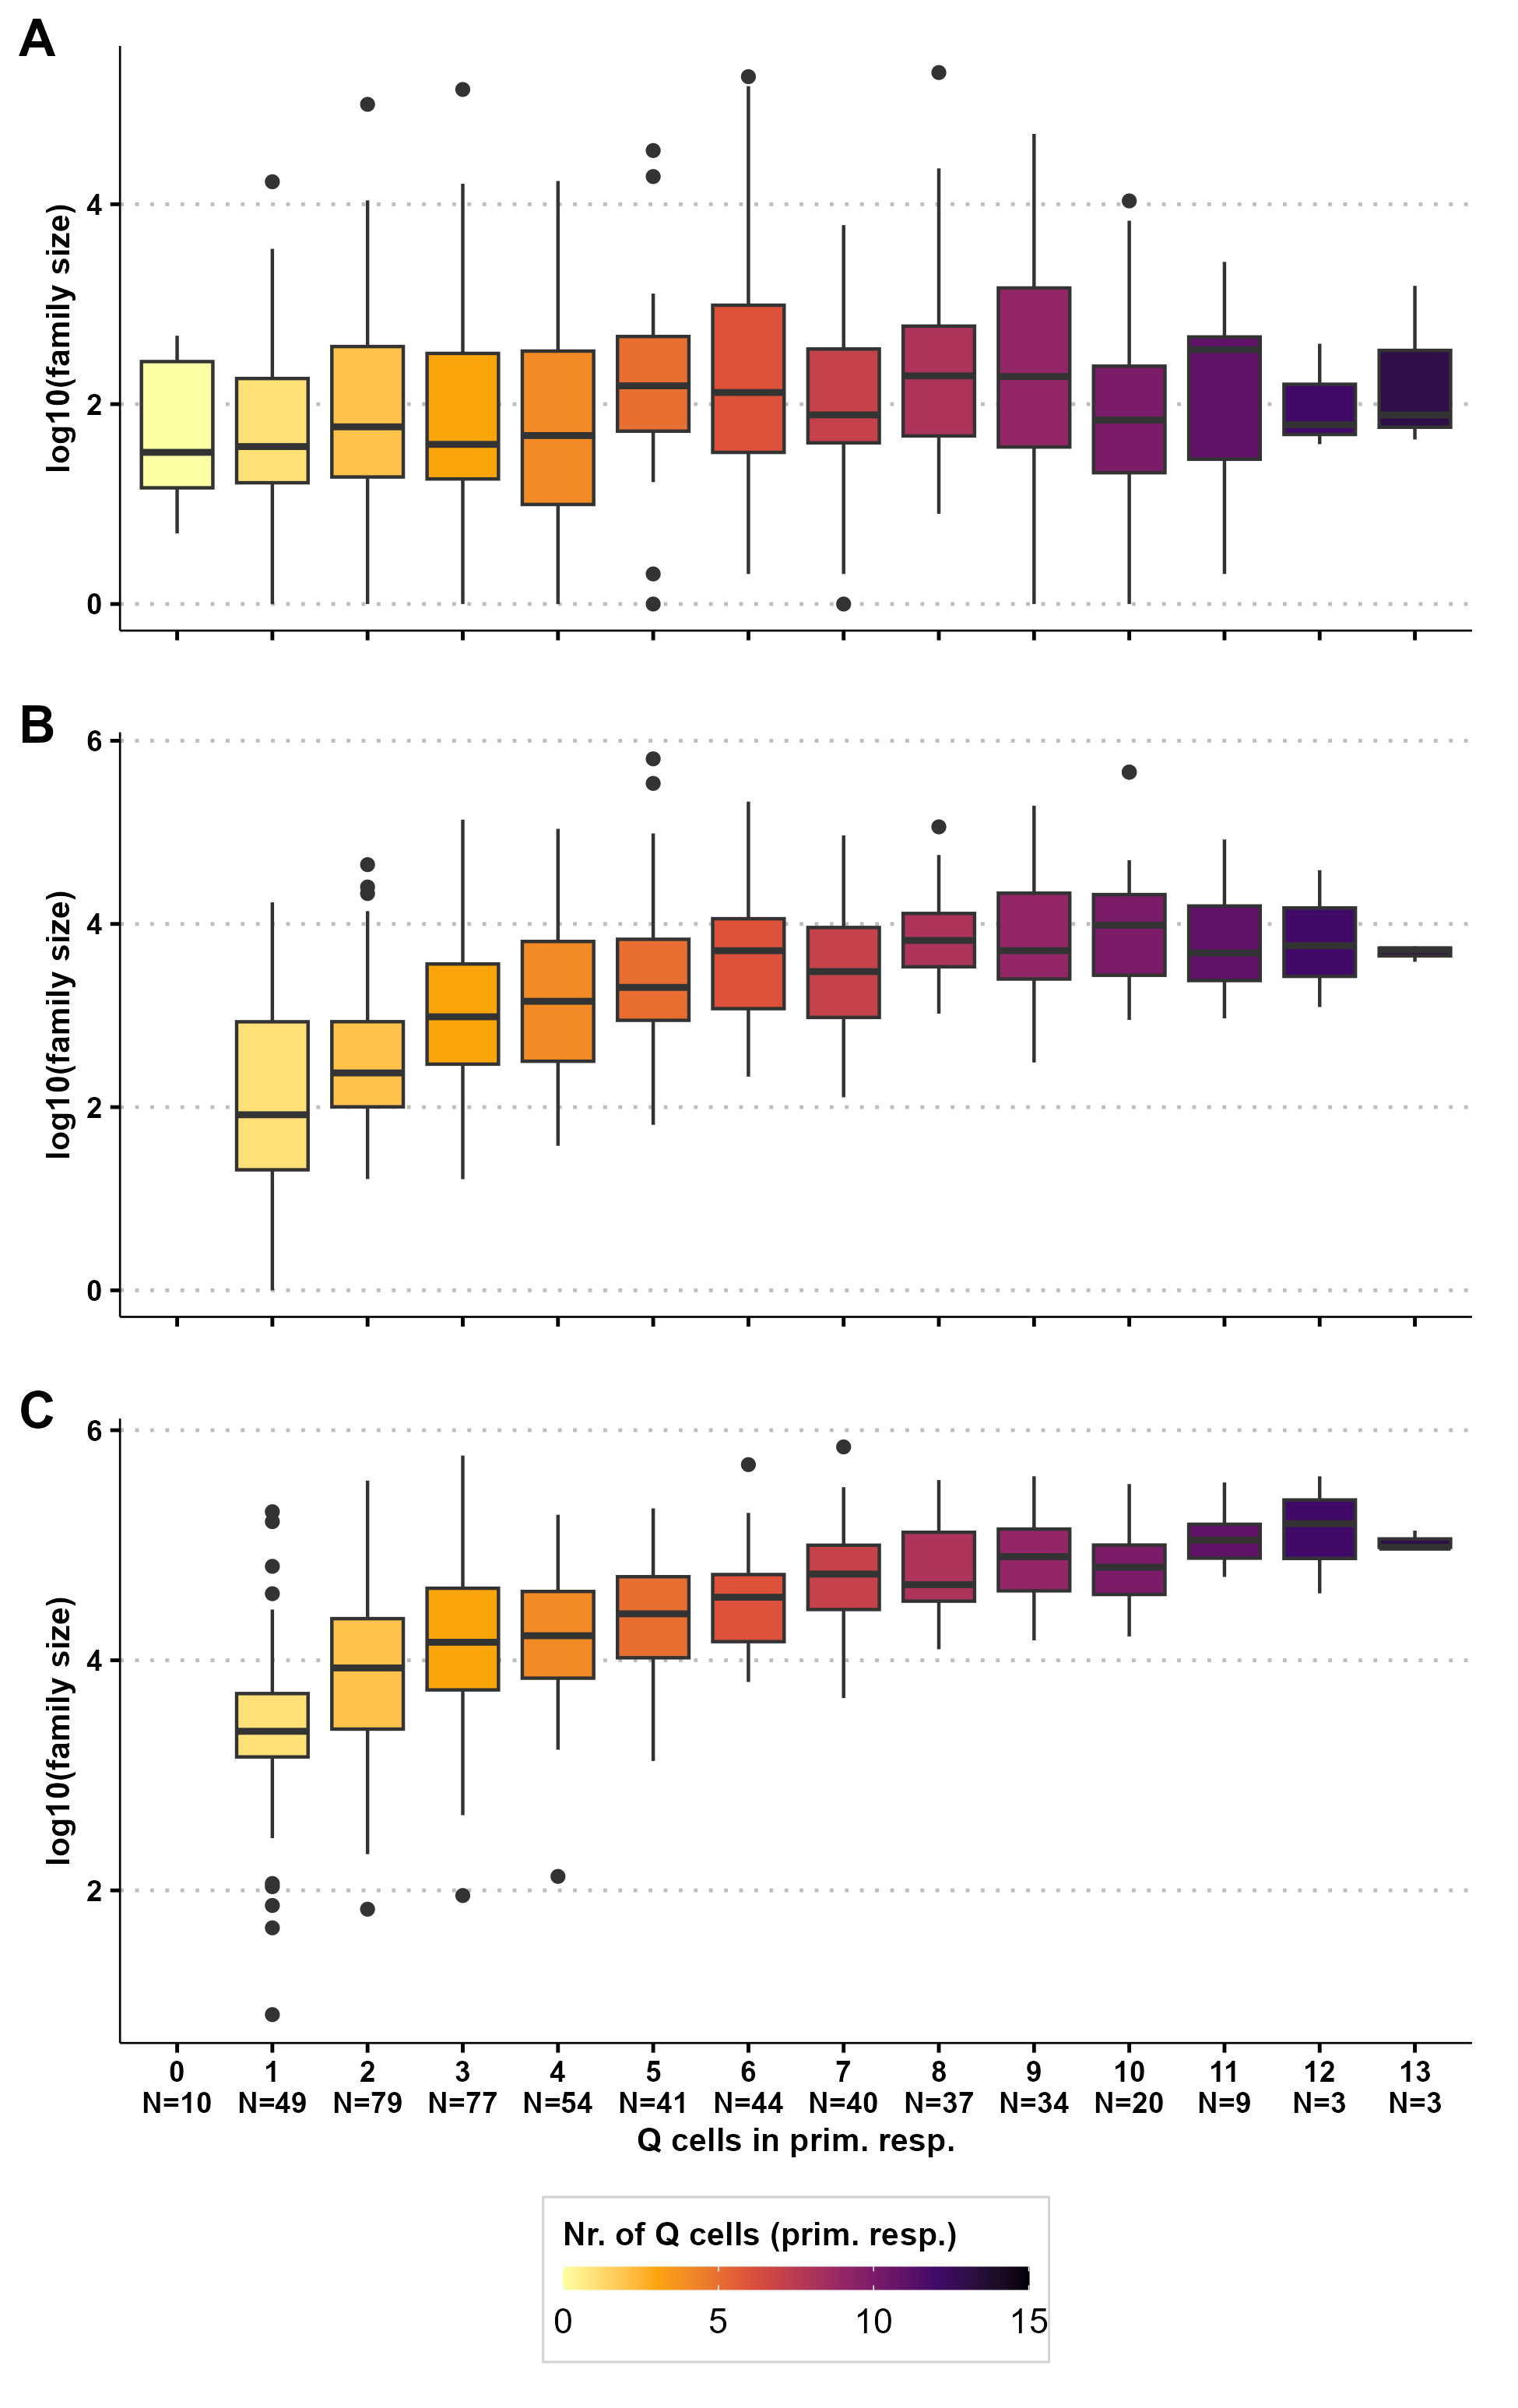 A
4
2
0
log10(family size)
B
6
4
2
0
log10(family size)
C
6
4
2
log10(family size)
0 1 2 3 4 5 6 7 8 9 10 11 12 13
N=10 N=49 N=79 N=77 N=54 N=41 N=44 N=40 N=37 N=34 N=20 N=9 N=3 N=3
Q cells in prim. resp.
Nr. of Q cells (prim. resp.)
0 5 10 15